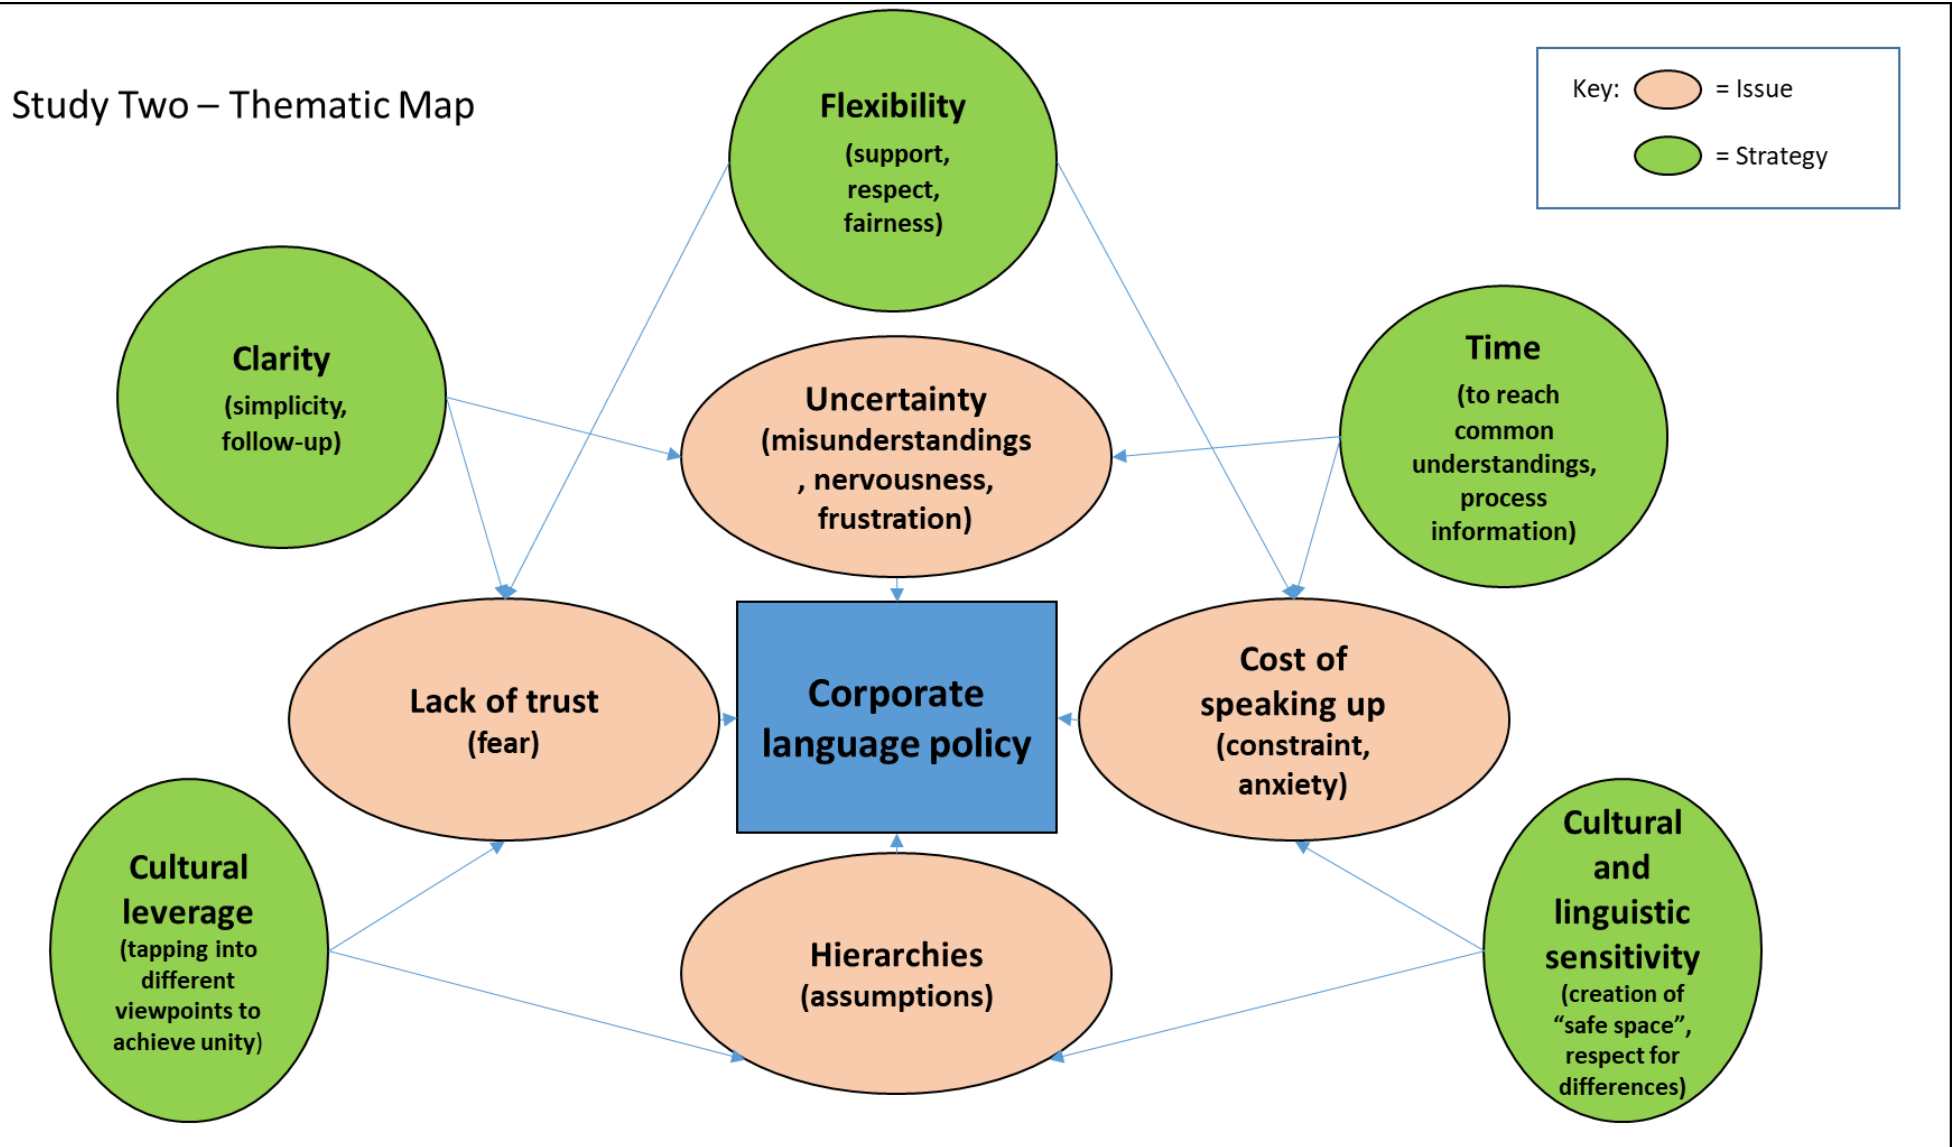 Study Two – Thematic Map
Key:
= Issue
= Strategy
Flexibility
(support,
respect,
fairness)
Clarity
(simplicity,
follow-up)
Uncertainty
(misunderstandings
, nervousness,
frustration)
Time
(to reach
common
understandings,
process
information)
Lack of trust
(fear)
Corporate
language policy
Cost of
speaking up
(constraint,
anxiety)
Cultural
leverage
(tapping into
different
viewpoints to
achieve unity)
Hierarchies
(assumptions)
Cultural
and
linguistic
sensitivity
(creation of
“safe space”,
respect for
differences)